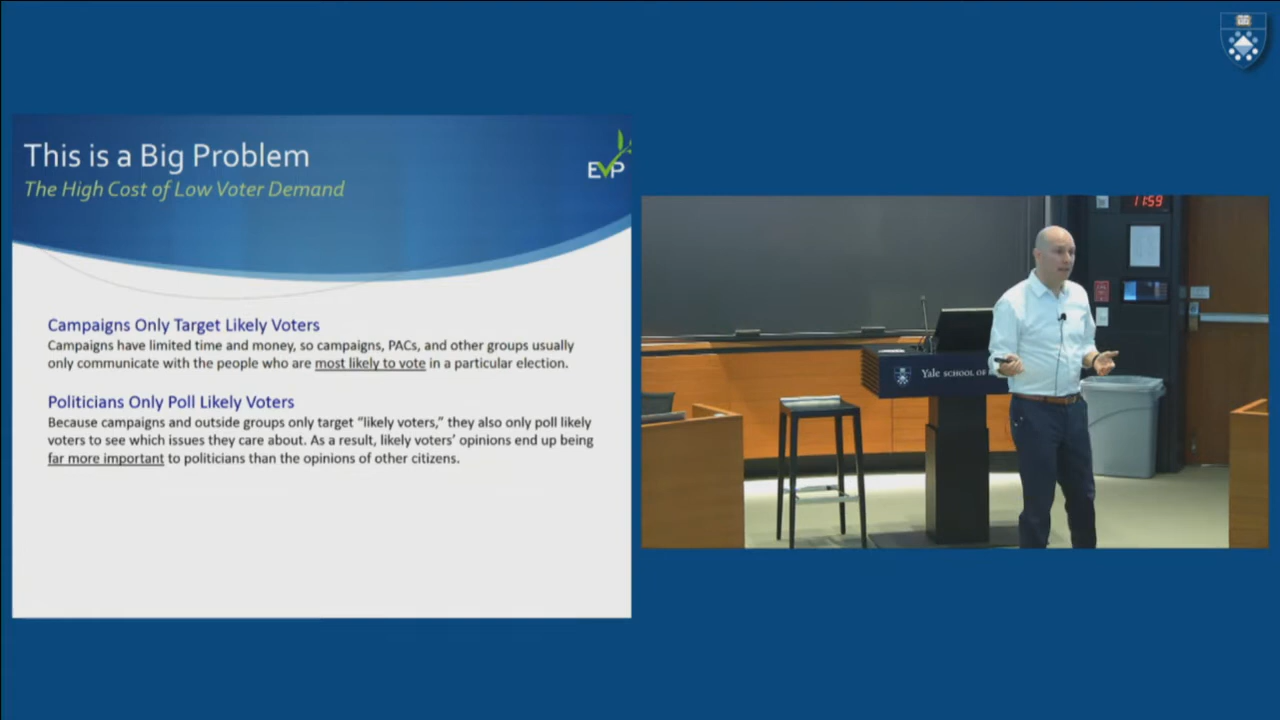 This is a Big Problem
The High Cost of Low Voter Demand
EVP
Campaigns Only Target Likely Voters
Campaigns have limited time and money, so campaigns, PACs, and other groups usually
only communicate with the people who are most likely to vote in a particular election.
Politicians Only Poll Likely Voters
Because campaigns and outside groups only target “likely voters,” they also only poll likely
voters to see which issues they care about. As a result, likely voters’ opinions end up being
far more important to politicians than the opinions of other citizens.
11:59
Yale SCHOOL OF